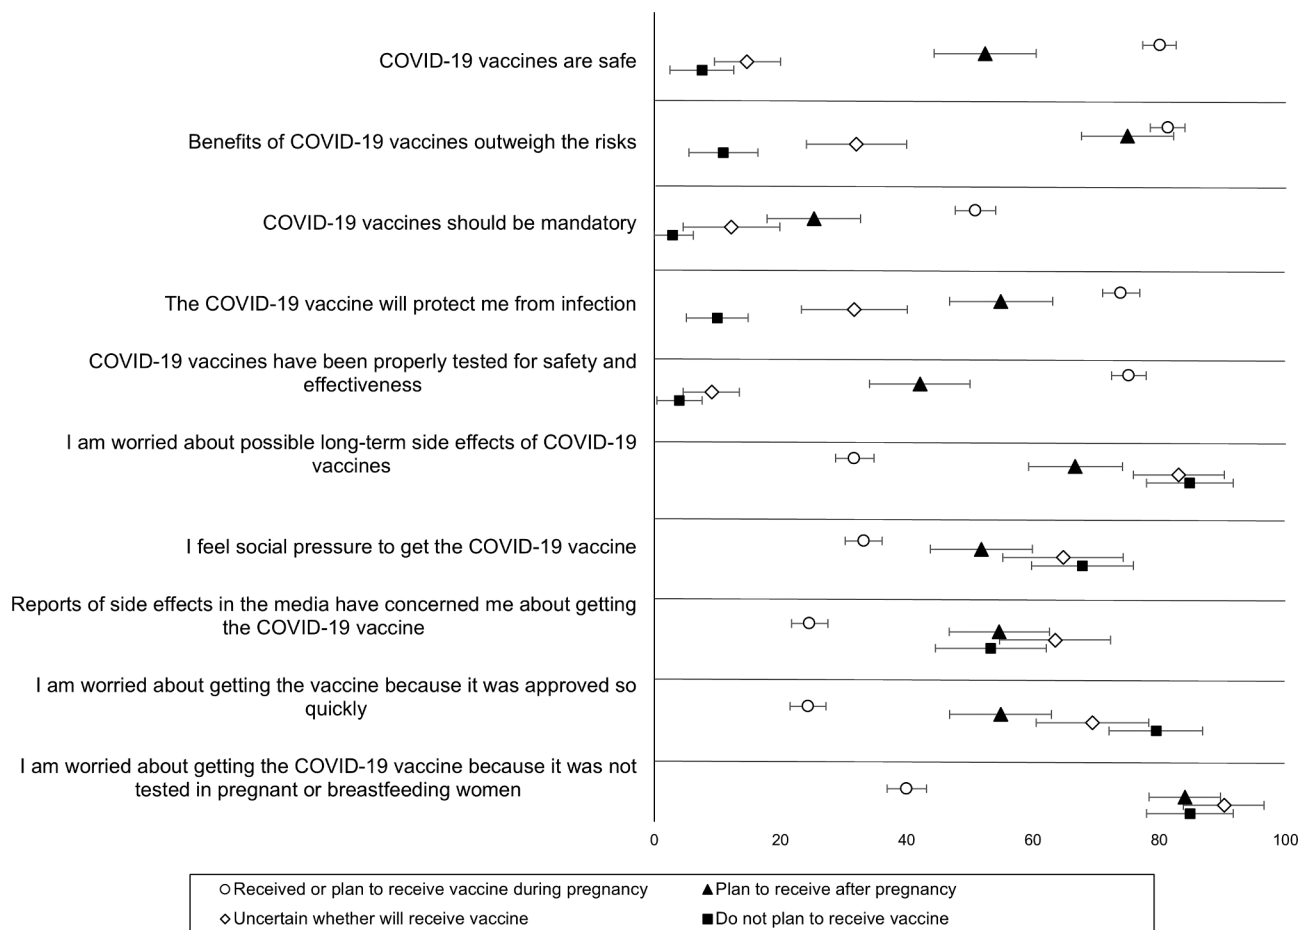 COVID-19 vaccines are safe
Benefits of COVID-19 vaccines outweigh the risks
COVID-19 vaccines should be mandatory
The COVID-19 vaccine will protect me from infection
COVID-19 vaccines have been properly tested for safety and
effectiveness
I am worried about possible long-term side effects of COVID-19
vaccines
I feel social pressure to get the COVID-19 vaccine
Reports of side effects in the media have concerned me about getting
the COVID-19 vaccine
I am worried about getting the vaccine because it was approved so
quickly
I am worried about getting the COVID-19 vaccine because it was not
tested in pregnant or breastfeeding women
0 20 40 60 80 100
Received or plan to receive vaccine during pregnancy
Plan to receive after pregnancy
Uncertain whether will receive vaccine
Do not plan to receive vaccine